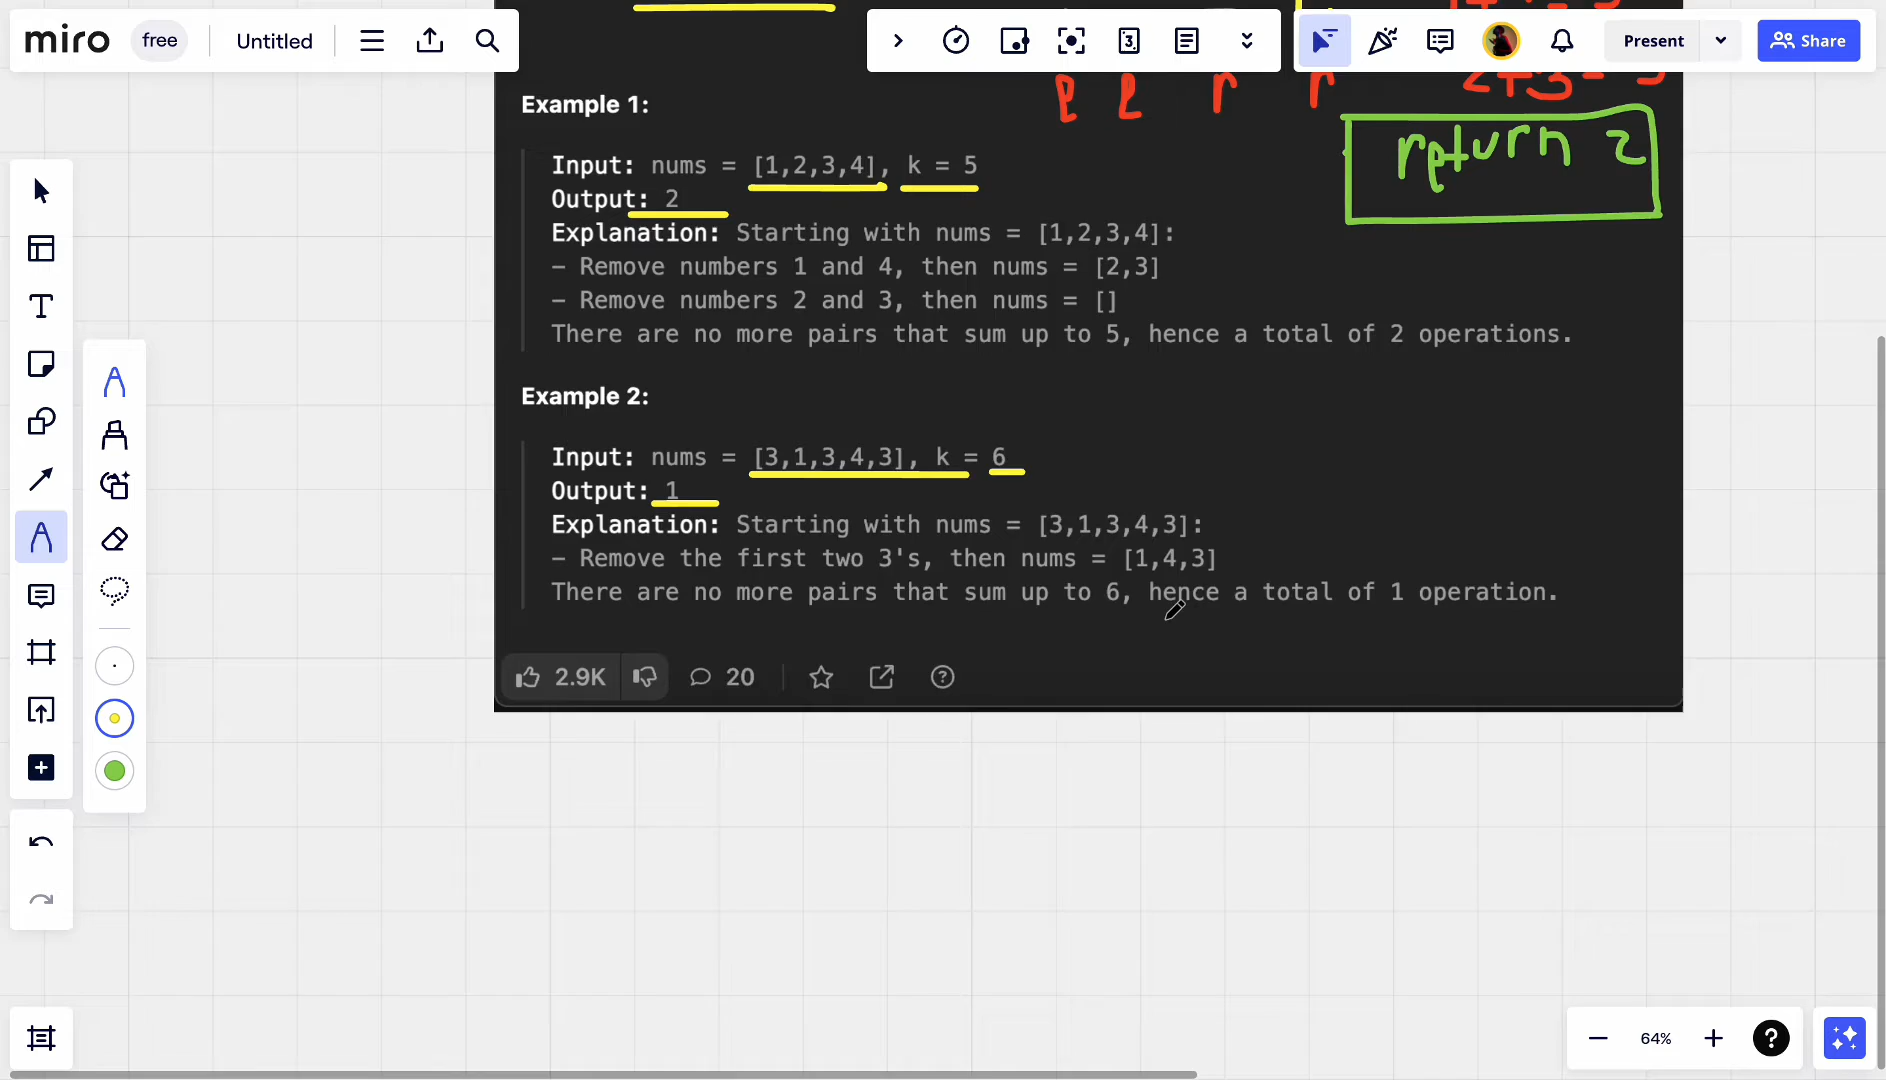 miro free Untitled
Present Share
2+3=5
l l r r
Example 1:
return 2
Input: nums = [1,2,3,4], k = 5
Output: 2
Explanation: Starting with nums = [1,2,3,4]:
- Remove numbers 1 and 4, then nums = [2,3]
- Remove numbers 2 and 3, then nums = []
There are no more pairs that sum up to 5, hence a total of 2 operations.
Example 2:
Input: nums = [3,1,3,4,3], k = 6
Output: 1
Explanation: Starting with nums = [3,1,3,4,3]:
- Remove the first two 3's, then nums = [1,4,3]
There are no more pairs that sum up to 6, hence a total of 1 operation.
2.9K 20
64%